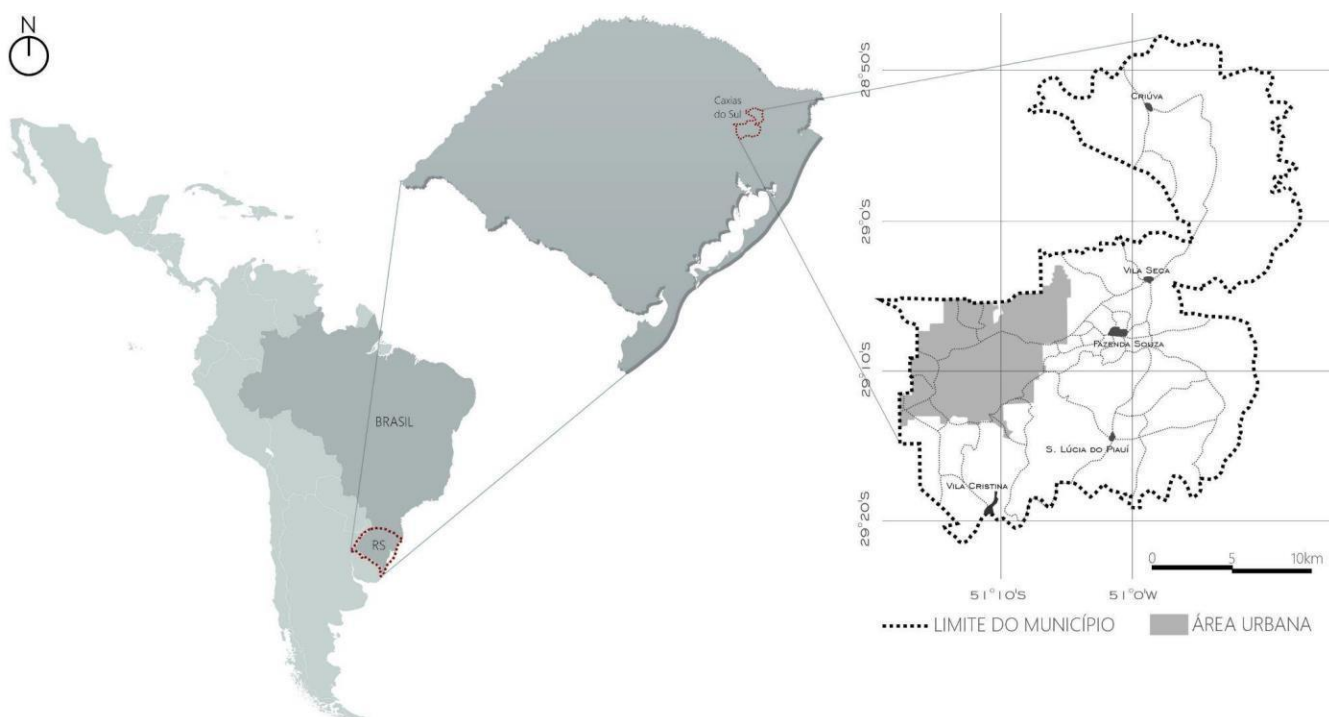 N
BRASIL
RS
Caxias
do Sul
28°50'S
29°0'S
29°10'S
29°20'S
Criúva
Vila Seca
Fazenda Souza
S. Lúcia do Piauí
Vila Cristina
0 5 10km
51°10'S 51°0'W
LIMITE DO MUNICÍPIO ÁREA URBANA